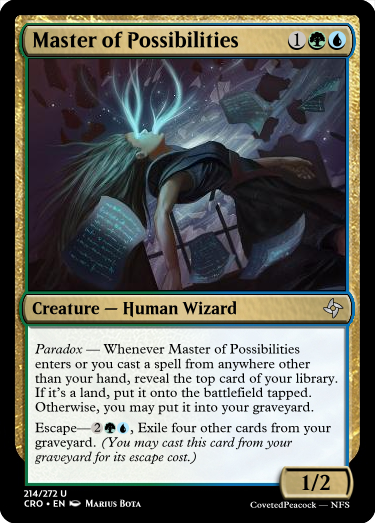 Master of Possibilities 1
Creature — Human Wizard
Paradox — Whenever Master of Possibilities
enters or you cast a spell from anywhere other
than your hand, reveal the top card of your library.
If it's a land, put it onto the battlefield tapped.
Otherwise, you may put it into your graveyard.
Escape—2, Exile four other cards from your
graveyard. (You may cast this card from your
graveyard for its escape cost.)
1/2
214/272 U
CRO • EN Marius Bota
CovetedPeacock — NFS